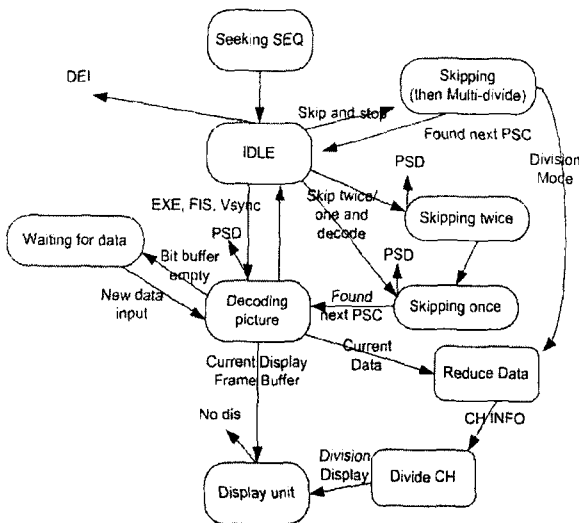 Seeking SEQ
DEI
Skipping
(then Multi-divide)
Skip and stop
IDLE
Found next PSC
Division
Mode
PSD
EXE, FIS, Vsync
Skip twice/
one and
decode
Skipping twice
Waiting for data
PSD
Bit buffer
empty
PSD
New data
input
Decoding
picture
Found
next PSC
Skipping once
Current
Data
Current Display
Frame Buffer
Reduce Data
No dis
CH INFO
Division
Display
Divide CH
Display unit